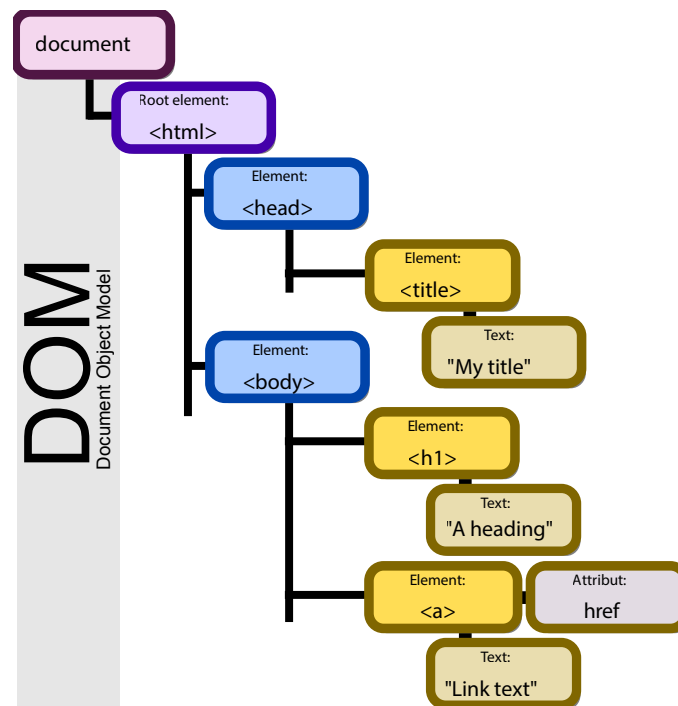 document
Root element:
<html>
Element:
<head>
Element:
<title>
Text:
"My title"
Element:
<body>
Element:
<h1>
Text:
"A heading"
Element:
<a>
Attribut:
href
Text:
"Link text"
DOM
Document Object Model